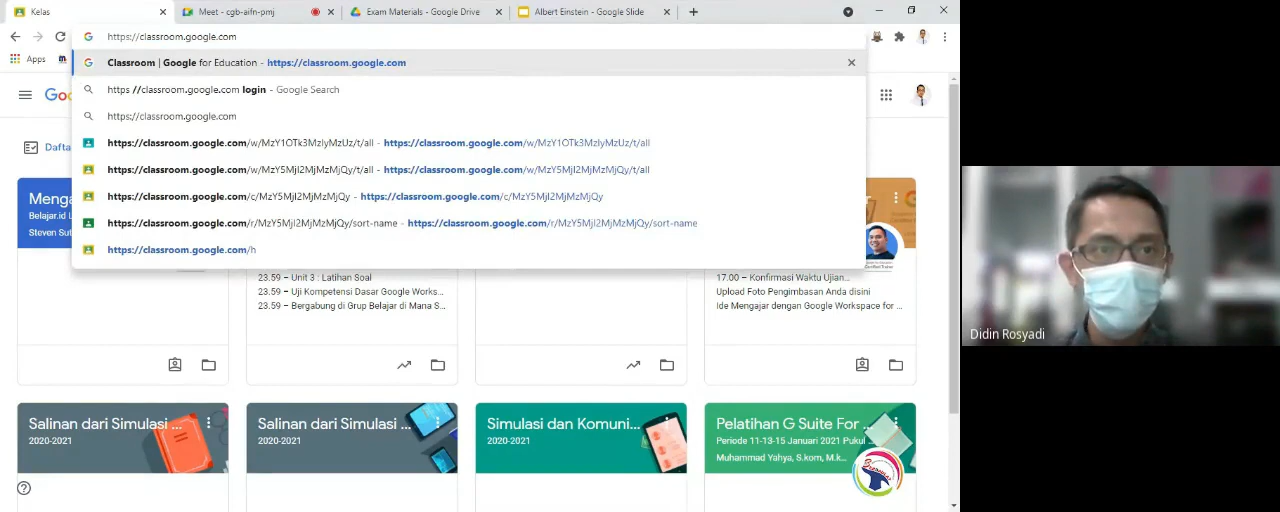 Kelas
Meet - cgb-aifn-pmj
Exam Materials - Google Drive
Albert Einstein - Google Slide
https://classroom.google.com
Apps
Classroom | Google for Education - https://classroom.google.com
https //classroom.google.com login - Google Search
https://classroom.google.com
https://classroom.google.com/w/MzY1OTk3MzIyMzUz/t/all - https://classroom.google.com/w/MzY1OTk3MzIyMzUz/t/all
https://classroom.google.com/w/MzY5MjI2MjMzMjQy/t/all - https://classroom.google.com/w/MzY5MjI2MjMzMjQy/t/all
https://classroom.google.com/c/MzY5MjI2MjMzMjQy - https://classroom.google.com/c/MzY5MjI2MjMzMjQy
https://classroom.google.com/r/MzY5MjI2MjMzMjQy/sort-name - https://classroom.google.com/r/MzY5MjI2MjMzMjQy/sort-name
https://classroom.google.com/h
Goo
Dafta
Menga
Belajar.id L
Steven Sut
23.59 – Unit 3 : Latihan Soal
23.59 – Uji Kompetensi Dasar Google Works...
23.59 – Bergabung di Grup Belajar di Mana S...
17.00 – Konfirmasi Waktu Ujian...
Upload Foto Pengimbasan Anda disini
Ide Mengajar dengan Google Workspace for ...
Salinan dari Simulasi ...
2020-2021
Salinan dari Simulasi ...
2020-2021
Simulasi dan Komuni...
2020-2021
Pelatihan G Suite For ...
Periode 11-13-15 Januari 2021 Pukul
Muhammad Yahya, S.kom, M.k...
Didin Rosyadi